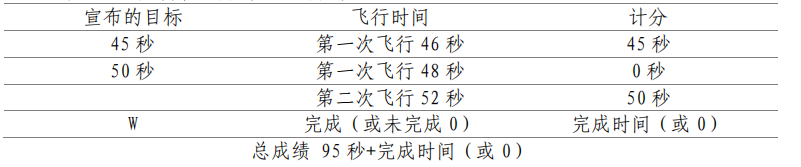 宣布的目标 飞行时间 计分
45 秒 第一次飞行 46 秒 45 秒
50 秒 第一次飞行 48 秒 0 秒
第二次飞行 52 秒 50 秒
W 完成（或未完成 0） 完成时间（或 0）
总成绩 95 秒+完成时间（或 0）